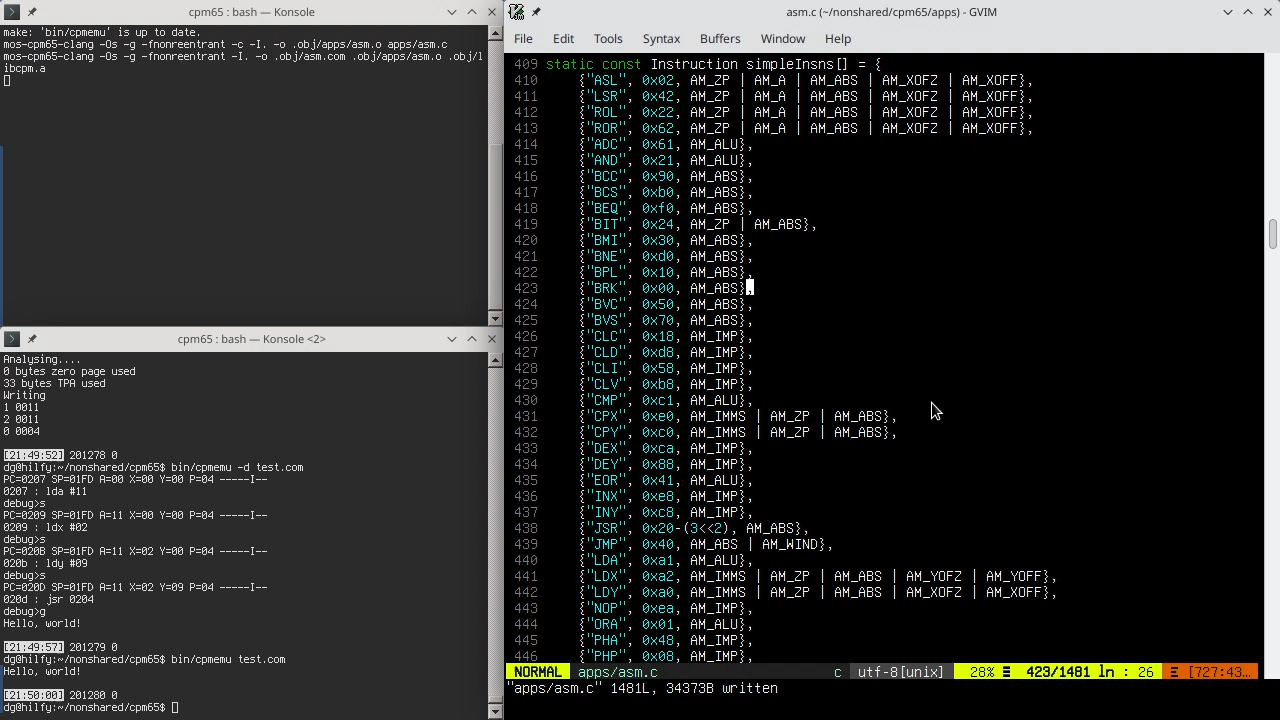 cpm65 : bash — Konsole
make: 'bin/cpmemu' is up to date.
mos-cpm65-clang -Os -g -fnonreentrant -c -I. -o .obj/apps/asm.o apps/asm.c
mos-cpm65-clang -Os -g -fnonreentrant -I. -o .obj/asm.com .obj/apps/asm.o .obj/l
ibcpm.a
cpm65 : bash — Konsole <2>
Analysing....
0 bytes zero page used
33 bytes TPA used
Writing
1 0011
2 0011
0 0004
[21:49:52] 201278 0
dg@hilfy:~/nonshared/cpm65$ bin/cpmemu -d test.com
PC=0207 SP=01FD A=00 X=00 Y=00 P=04 -----I--
0207 : lda #11
debug>s
PC=0209 SP=01FD A=11 X=00 Y=00 P=04 -----I--
0209 : ldx #02
debug>s
PC=020B SP=01FD A=11 X=02 Y=00 P=04 -----I--
020b : ldy #09
debug>s
PC=020D SP=01FD A=11 X=02 Y=09 P=04 -----I--
020d : jsr 0204
debug>g
Hello, world!
[21:49:57] 201279 0
dg@hilfy:~/nonshared/cpm65$ bin/cpmemu test.com
Hello, world!
[21:50:00] 201280 0
dg@hilfy:~/nonshared/cpm65$
asm.c (~/nonshared/cpm65/apps) - GVIM
File Edit Tools Syntax Buffers Window Help
409 static const Instruction simpleInsns[] = {
410     {"ASL", 0x02, AM_ZP | AM_A | AM_ABS | AM_XOFZ | AM_XOFF},
411     {"LSR", 0x42, AM_ZP | AM_A | AM_ABS | AM_XOFZ | AM_XOFF},
412     {"ROL", 0x22, AM_ZP | AM_A | AM_ABS | AM_XOFZ | AM_XOFF},
413     {"ROR", 0x62, AM_ZP | AM_A | AM_ABS | AM_XOFZ | AM_XOFF},
414     {"ADC", 0x61, AM_ALU},
415     {"AND", 0x21, AM_ALU},
416     {"BCC", 0x90, AM_ABS},
417     {"BCS", 0xb0, AM_ABS},
418     {"BEQ", 0xf0, AM_ABS},
419     {"BIT", 0x24, AM_ZP | AM_ABS},
420     {"BMI", 0x30, AM_ABS},
421     {"BNE", 0xd0, AM_ABS},
422     {"BPL", 0x10, AM_ABS},
423     {"BRK", 0x00, AM_ABS},
424     {"BVC", 0x50, AM_ABS},
425     {"BVS", 0x70, AM_ABS},
426     {"CLC", 0x18, AM_IMP},
427     {"CLD", 0xd8, AM_IMP},
428     {"CLI", 0x58, AM_IMP},
429     {"CLV", 0xb8, AM_IMP},
430     {"CMP", 0xc1, AM_ALU},
431     {"CPX", 0xe0, AM_IMMS | AM_ZP | AM_ABS},
432     {"CPY", 0xc0, AM_IMMS | AM_ZP | AM_ABS},
433     {"DEX", 0xca, AM_IMP},
434     {"DEY", 0x88, AM_IMP},
435     {"EOR", 0x41, AM_ALU},
436     {"INX", 0xe8, AM_IMP},
437     {"INY", 0xc8, AM_IMP},
438     {"JSR", 0x20-(3<<2), AM_ABS},
439     {"JMP", 0x40, AM_ABS | AM_WIND},
440     {"LDA", 0xa1, AM_ALU},
441     {"LDX", 0xa2, AM_IMMS | AM_ZP | AM_ABS | AM_YOFZ | AM_YOFF},
442     {"LDY", 0xa0, AM_IMMS | AM_ZP | AM_ABS | AM_XOFZ | AM_XOFF},
443     {"NOP", 0xea, AM_IMP},
444     {"ORA", 0x01, AM_ALU},
445     {"PHA", 0x48, AM_IMP},
446     {"PHP", 0x08, AM_IMP},
NORMAL apps/asm.c c utf-8[unix] 28% ☰ 423/1481 ln : 26 Ξ [727:43…
"apps/asm.c" 1481L, 34373B written